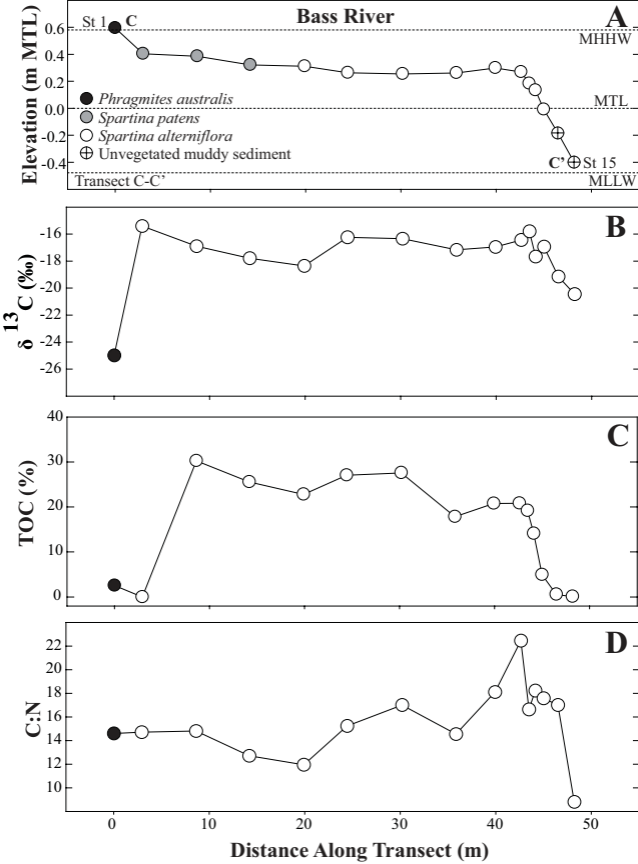 Bass River
A
St 1
C
MHHW
Elevation (m MTL)
0.6
0.4
0.2
0.0
-0.2
-0.4
Phragmites australis
Spartina patens
Spartina alterniflora
Unvegetated muddy sediment
MTL
C' St 15
Transect C-C'
MLLW
B
δ 13C (‰)
-16
-18
-20
-22
-24
-26
C
TOC (%)
40
30
20
10
0
D
C:N
22
20
18
16
14
12
10
0 10 20 30 40 50
Distance Along Transect (m)